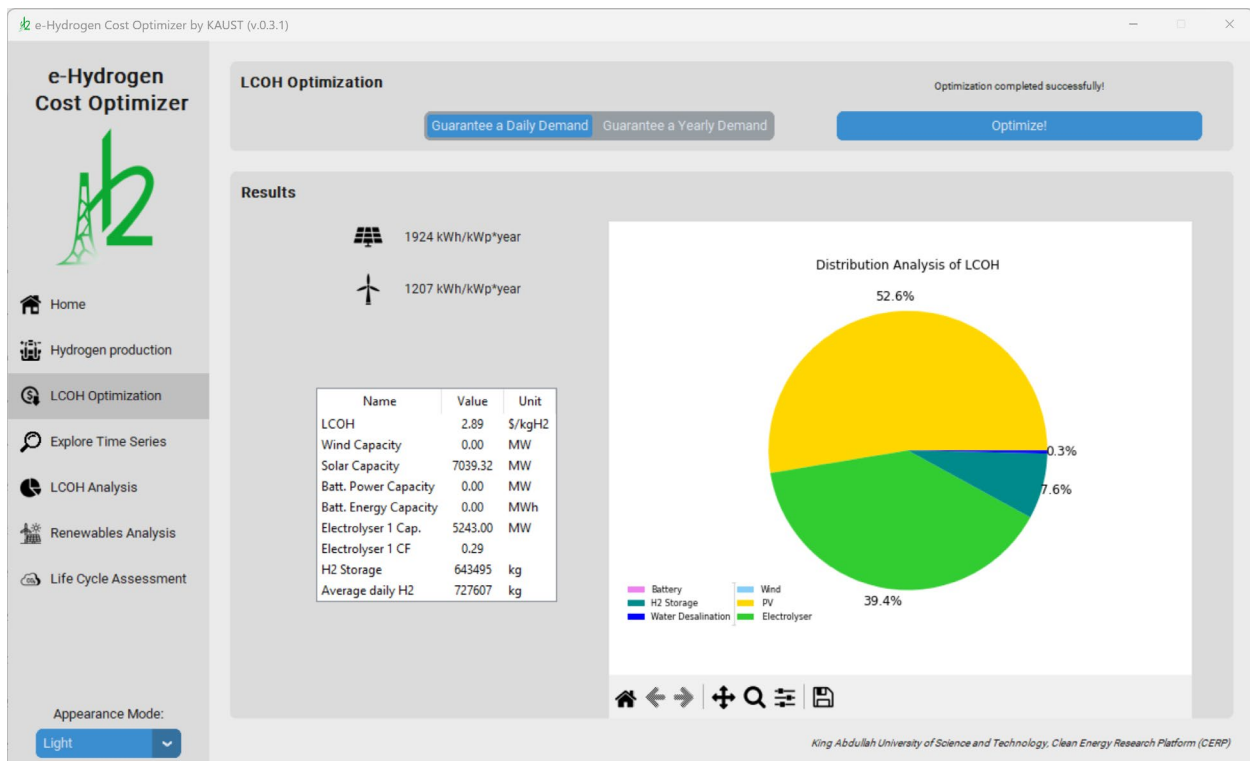 e-Hydrogen Cost Optimizer by KAUST (v.0.3.1)
e-Hydrogen
Cost Optimizer
H2
Home
Hydrogen production
LCOH Optimization
Explore Time Series
LCOH Analysis
Renewables Analysis
Life Cycle Assessment
Appearance Mode:
Light
LCOH Optimization
Optimization completed successfully!
Guarantee a Daily Demand Guarantee a Yearly Demand
Optimize!
Results
1924 kWh/kWp*year
1207 kWh/kWp*year
Name Value Unit
LCOH 2.89 $/kgH2
Wind Capacity 0.00 MW
Solar Capacity 7039.32 MW
Batt. Power Capacity 0.00 MW
Batt. Energy Capacity 0.00 MWh
Electrolyser 1 Cap. 5243.00 MW
Electrolyser 1 CF 0.29
H2 Storage 643495 kg
Average daily H2 727607 kg
Distribution Analysis of LCOH
52.6%
0.3%
7.6%
39.4%
Battery Wind
H2 Storage PV
Water Desalination Electrolyser
King Abdullah University of Science and Technology, Clean Energy Research Platform (CERP)